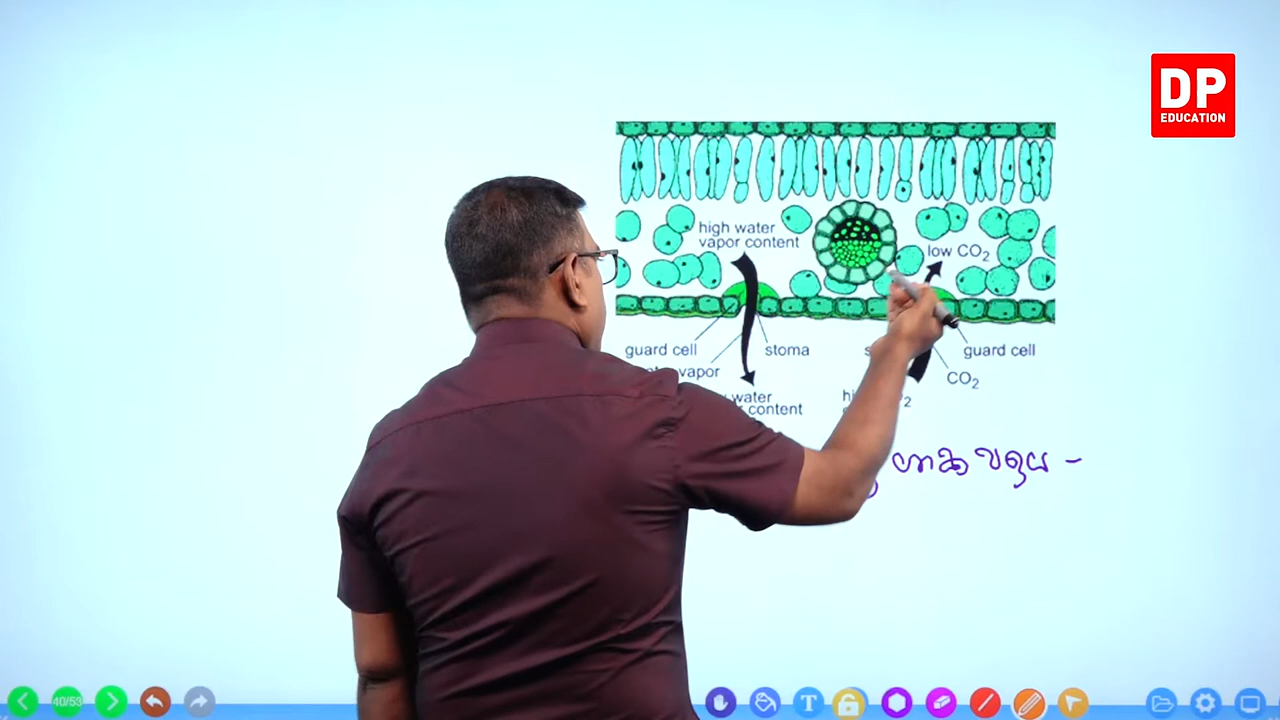 DP
EDUCATION
high water
vapor content
low CO2
guard cell
stoma
guard cell
vapor
CO2
water
content
ශාක වලය -
40/53
T